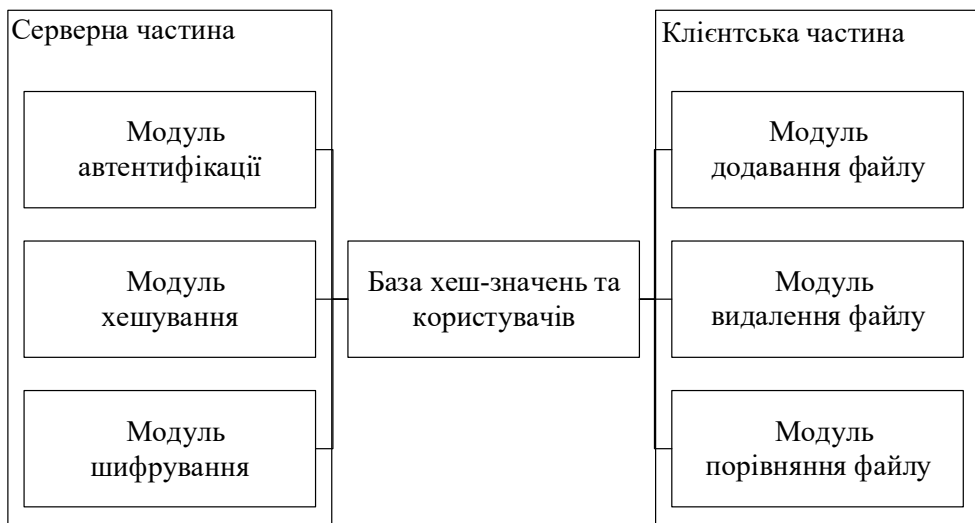 Серверна частина
Модуль
автентифікації
Модуль
хешування
Модуль
шифрування
База хеш-значень та
користувачів
Клієнтська частина
Модуль
додавання файлу
Модуль
видалення файлу
Модуль
порівняння файлу